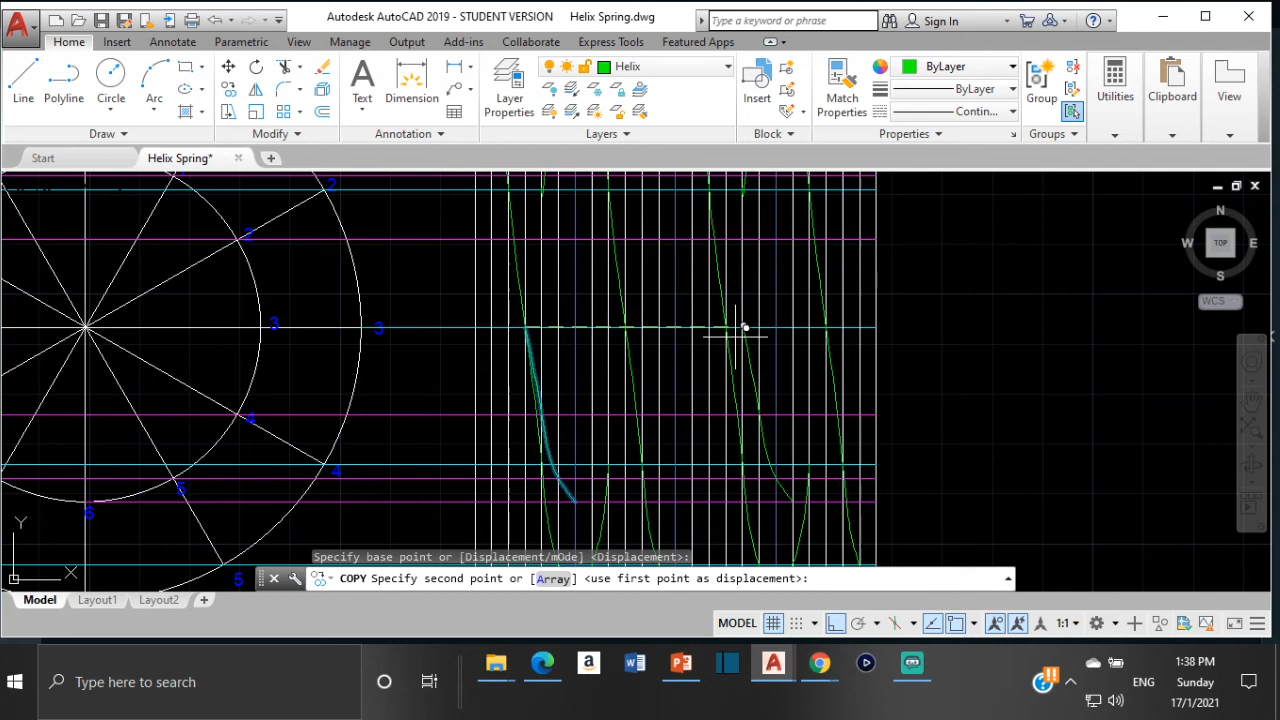 Autodesk AutoCAD 2019 - STUDENT VERSION Helix Spring.dwg
Type a keyword or phrase
Sign In
Home Insert Annotate Parametric View Manage Output Add-ins Collaborate Express Tools Featured Apps
Line Polyline Circle Arc
Text Dimension
Layer Properties
Helix
Insert
Match Properties
ByLayer
ByLayer
Contin...
Group
Utilities
Clipboard
View
Draw Modify Annotation Layers Block Properties Groups
Start Helix Spring*
N
W TOP E
S
WCS
1
2
2
3
3
4
4
5
6
5
Y
X
Specify base point or [Displacement/mOde] <Displacement>:
COPY Specify second point or [Array] <use first point as displacement>:
Model Layout1 Layout2
MODEL
1:1
Type here to search
ENG
1:38 PM
Sunday
17/1/2021